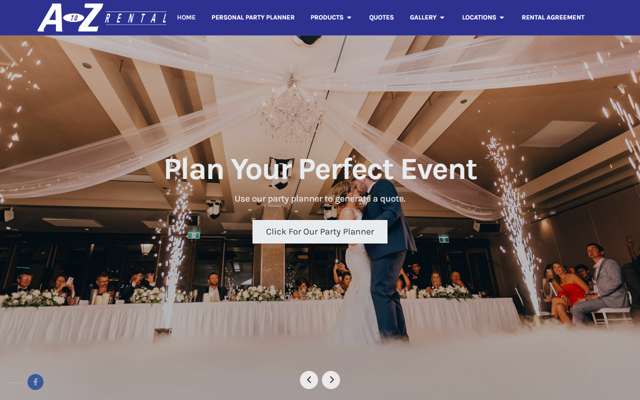 A TO Z RENTAL
HOME PERSONAL PARTY PLANNER PRODUCTS QUOTES GALLERY LOCATIONS RENTAL AGREEMENT
Plan Your Perfect Event
Use our party planner to generate a quote.
Click For Our Party Planner